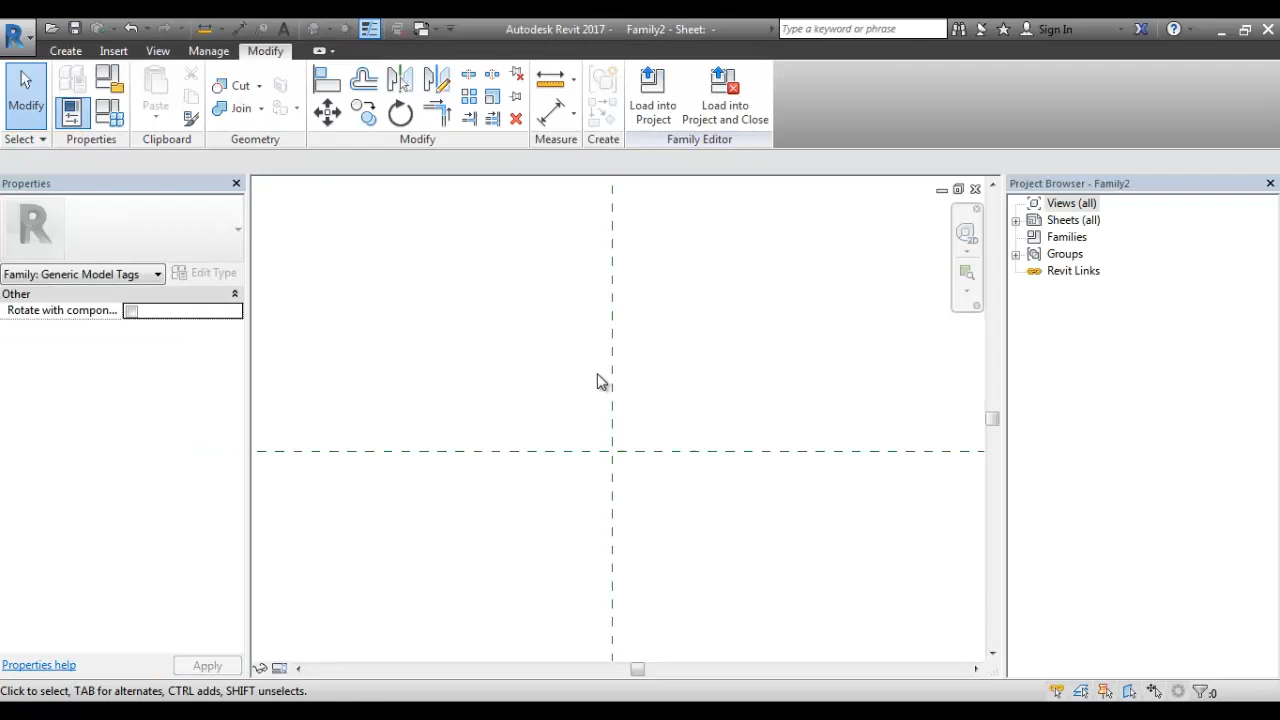 Autodesk Revit 2017 - Family2 - Sheet: -
Type a keyword or phrase
Sign In
Create Insert View Manage Modify
Modify
Paste
Cut
Join
Load into Project
Load into Project and Close
Select Properties Clipboard Geometry Modify Measure Create Family Editor
Properties
Family: Generic Model Tags
Edit Type
Other
Rotate with compon...
Properties help
Apply
2D
Project Browser - Family2
Views (all)
Sheets (all)
Families
Groups
Revit Links
Click to select, TAB for alternates, CTRL adds, SHIFT unselects.
:0